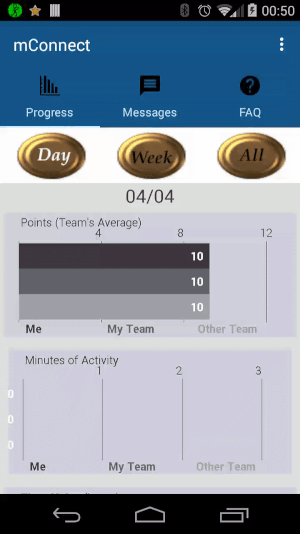 00:50
mConnect
Progress Messages FAQ
Day Week All
04/04
Points (Team's Average)
4 8 12
10
10
10
Me My Team Other Team
Minutes of Activity
1 2 3
0
0
0
Me My Team Other Team